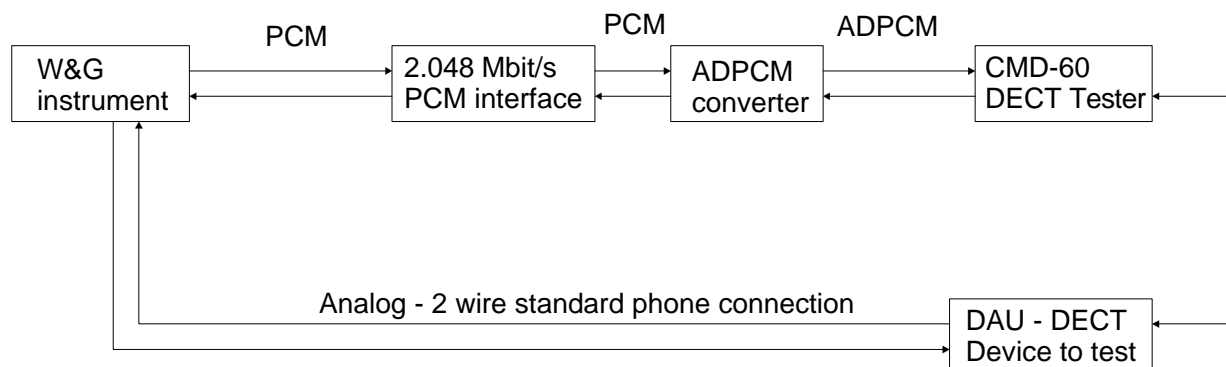 PCM
PCM
ADPCM
W&G
instrument
2.048 Mbit/s
PCM interface
ADPCM
converter
CMD-60
DECT Tester
Analog - 2 wire standard phone connection
DAU - DECT
Device to test